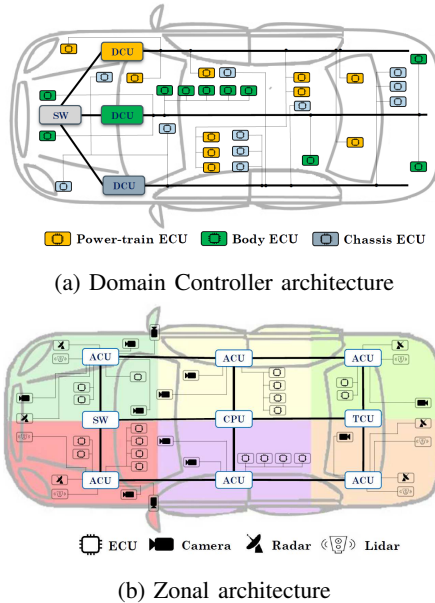 DCU
SW
DCU
DCU
Power-train ECU Body ECU Chassis ECU
(a) Domain Controller architecture
ACU ACU ACU
SW CPU TCU
ACU ACU ACU
ECU Camera Radar Lidar
(b) Zonal architecture